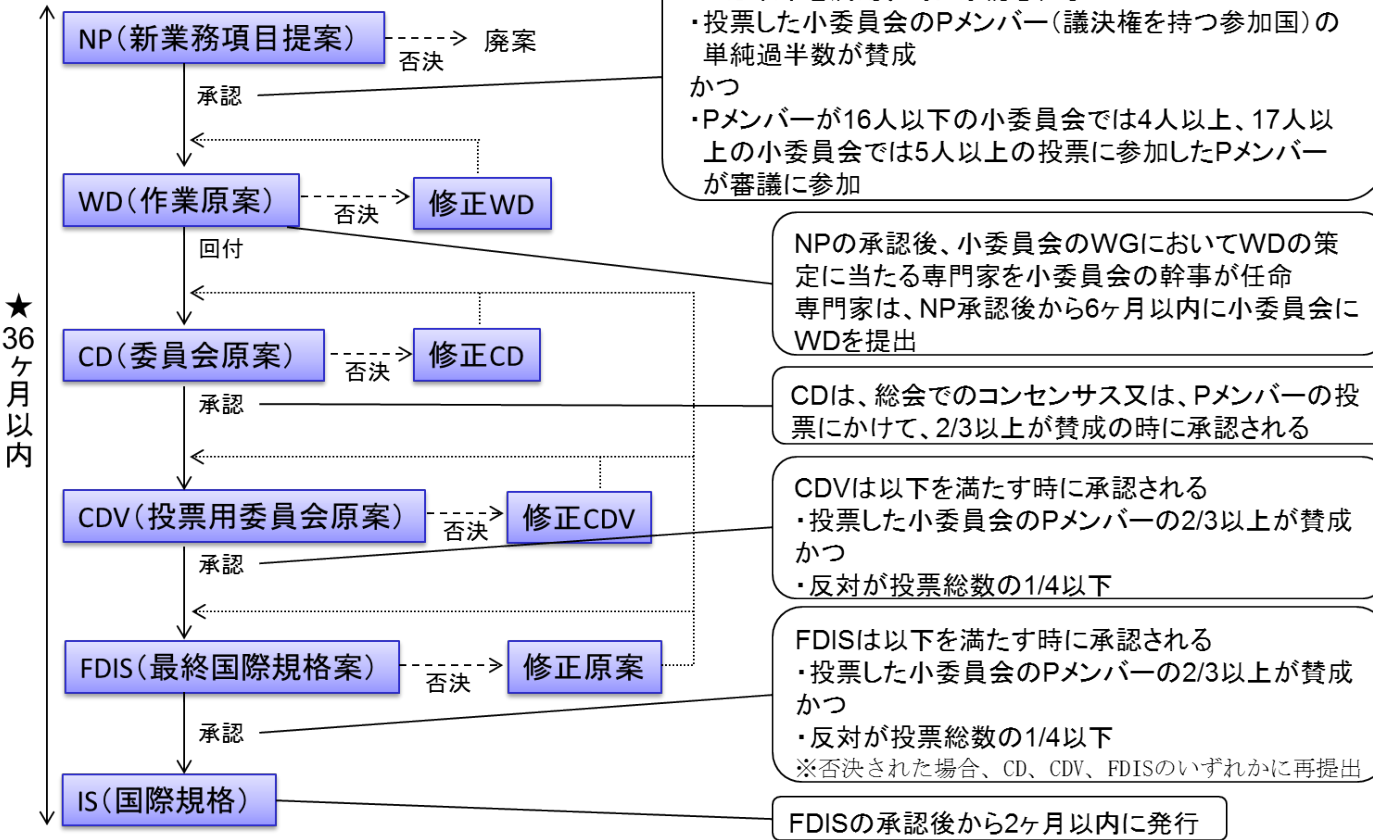 ・投票した小委員会のPメンバー(議決権を持つ参加国)の
単純過半数が賛成
かつ
・Pメンバーが16人以下の小委員会では4人以上、17人以
上の小委員会では5人以上の投票に参加したPメンバー
が審議に参加
NP(新業務項目提案)
否決
廃案
承認
WD(作業原案)
否決
修正WD
回付
NPの承認後、小委員会のWGにおいてWDの策
定に当たる専門家を小委員会の幹事が任命
専門家は、NP承認後から6ヶ月以内に小委員会に
WDを提出
★
36
ヶ
月
以
内
CD(委員会原案)
否決
修正CD
承認
CDは、総会でのコンセンサス又は、Pメンバーの投
票にかけて、2/3以上が賛成の時に承認される
CDV(投票用委員会原案)
否決
修正CDV
承認
CDVは以下を満たす時に承認される
・投票した小委員会のPメンバーの2/3以上が賛成
かつ
・反対が投票総数の1/4以下
FDIS(最終国際規格案)
否決
修正原案
承認
FDISは以下を満たす時に承認される
・投票した小委員会のPメンバーの2/3以上が賛成
かつ
・反対が投票総数の1/4以下
※否決された場合、CD、CDV、FDISのいずれかに再提出
IS(国際規格)
FDISの承認後から2ヶ月以内に発行